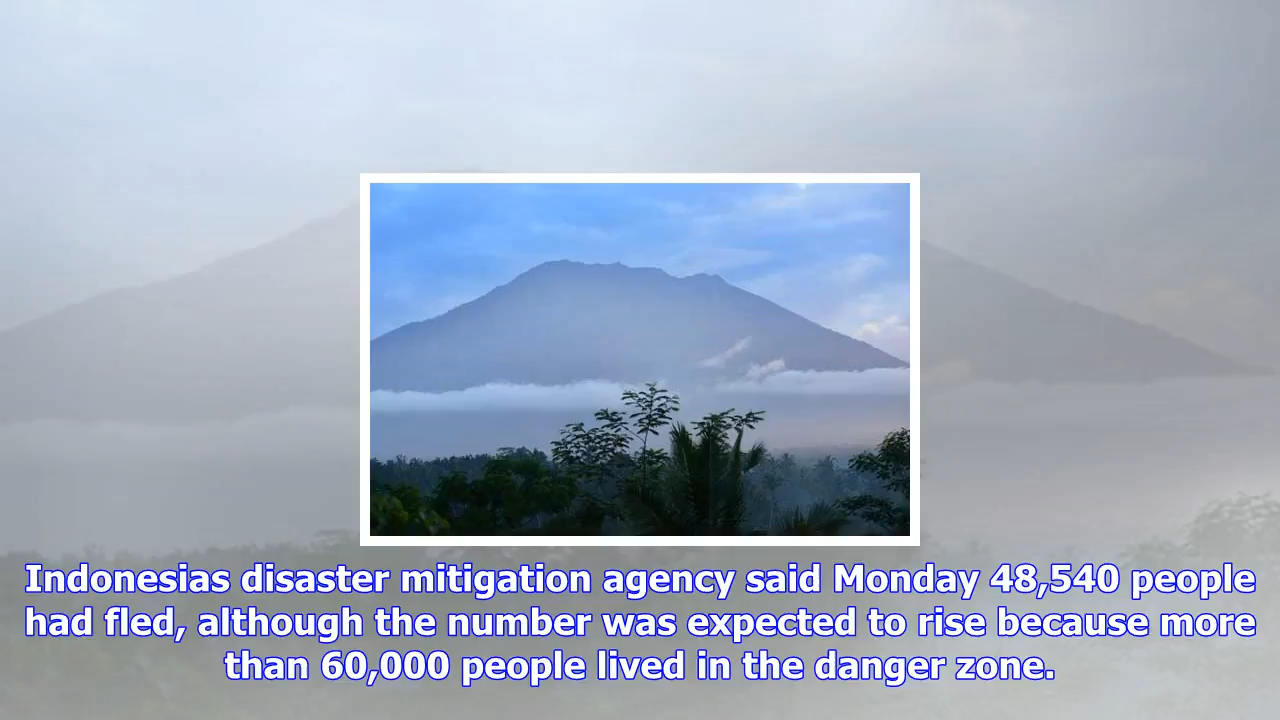 Indonesias disaster mitigation agency said Monday 48,540 people
had fled, although the number was expected to rise because more
than 60,000 people lived in the danger zone.